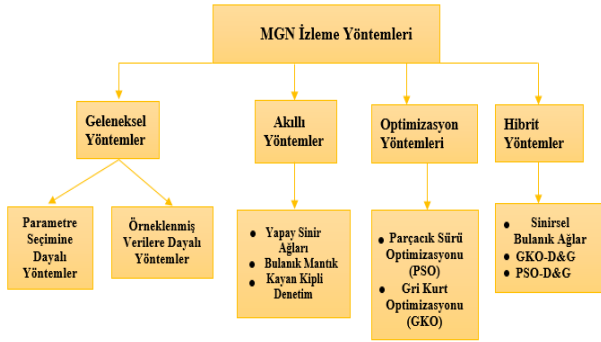 MGN İzleme Yöntemleri
Geleneksel
Yöntemler
Akıllı
Yöntemler
Optimizasyon
Yöntemleri
Hibrit
Yöntemler
Parametre
Seçimine
Dayalı
Yöntemler
Örneklenmiş
Verilere Dayalı
Yöntemler
● Yapay Sinir
Ağları
● Bulanık Mantık
● Kayan Kipli
Denetim
● Parçacık Sürü
Optimizasyonu
(PSO)
● Gri Kurt
Optimizasyonu
(GKO)
● Sinirsel
Bulanık Ağlar
● GKO-D&G
● PSO-D&G